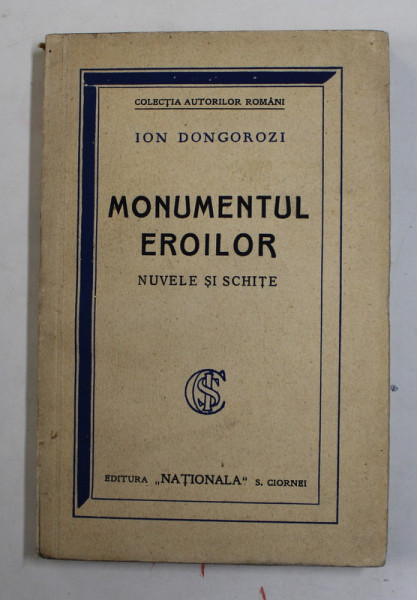 COLECȚIA AUTORILOR ROMÂNI
ION DONGOROZI
MONUMENTUL
EROILOR
NUVELE ȘI SCHIȚE
EDITURA „NAȚIONALA" S. CIORNEI